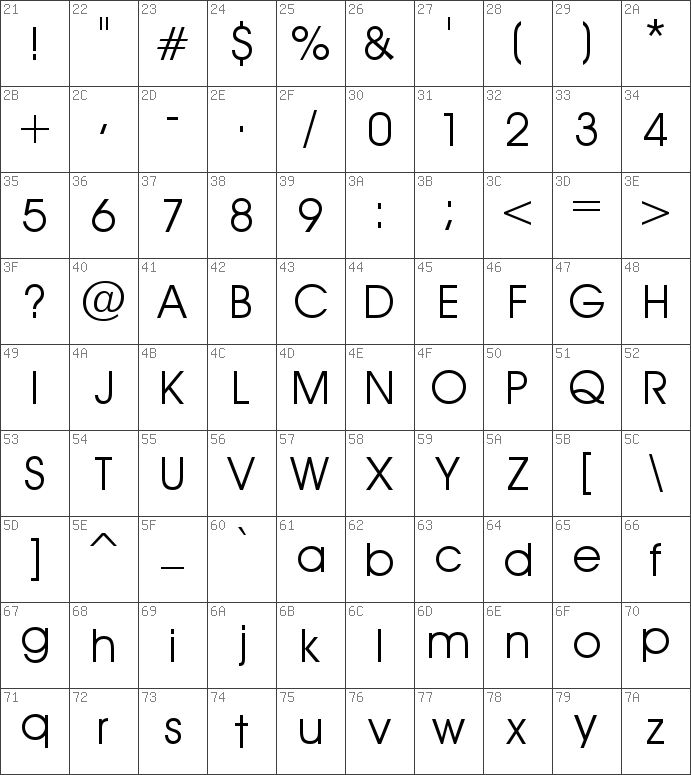 21 22 23 24 25 26 27 28 29 2A
! " # $ % & ' ( ) *
2B 2C 2D 2E 2F 30 31 32 33 34
+ , - . / 0 1 2 3 4
35 36 37 38 39 3A 3B 3C 3D 3E
5 6 7 8 9 : ; < = >
3F 40 41 42 43 44 45 46 47 48
? @ A B C D E F G H
49 4A 4B 4C 4D 4E 4F 50 51 52
I J K L M N O P Q R
53 54 55 56 57 58 59 5A 5B 5C
S T U V W X Y Z [ \
5D 5E 5F 60 61 62 63 64 65 66
] ^ _ ` a b c d e f
67 68 69 6A 6B 6C 6D 6E 6F 70
g h i j k l m n o p
71 72 73 74 75 76 77 78 79 7A
q r s t u v w x y z